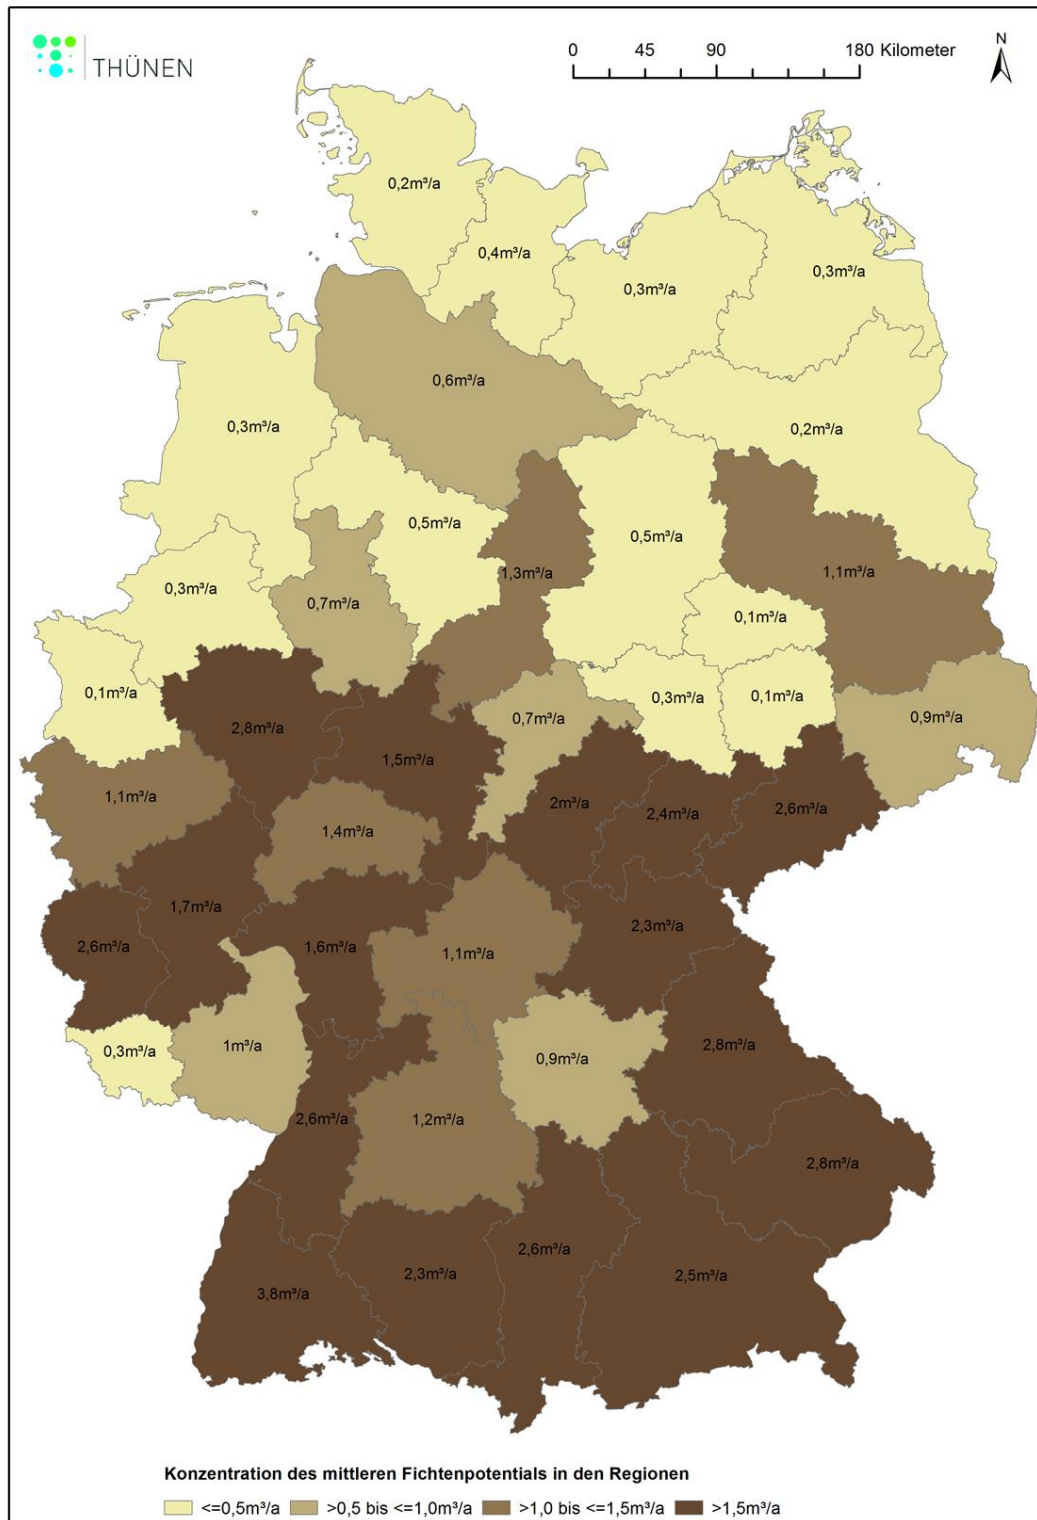 THÜNEN
0 45 90 180 Kilometer
N
0,2m³/a
0,4m³/a
0,3m³/a
0,3m³/a
0,6m³/a
0,3m³/a
0,2m³/a
0,5m³/a
0,5m³/a
1,3m³/a
1,1m³/a
0,3m³/a
0,7m³/a
0,1m³/a
0,1m³/a
0,3m³/a
0,1m³/a
0,7m³/a
0,9m³/a
2,8m³/a
1,5m³/a
1,1m³/a
2m³/a
2,4m³/a
2,6m³/a
1,4m³/a
1,7m³/a
2,6m³/a
1,6m³/a
1,1m³/a
2,3m³/a
0,3m³/a
1m³/a
0,9m³/a
2,8m³/a
2,6m³/a
1,2m³/a
2,8m³/a
2,6m³/a
2,3m³/a
2,5m³/a
3,8m³/a
Konzentration des mittleren Fichtenpotentials in den Regionen
<=0,5m³/a >0,5 bis <=1,0m³/a >1,0 bis <=1,5m³/a >1,5m³/a